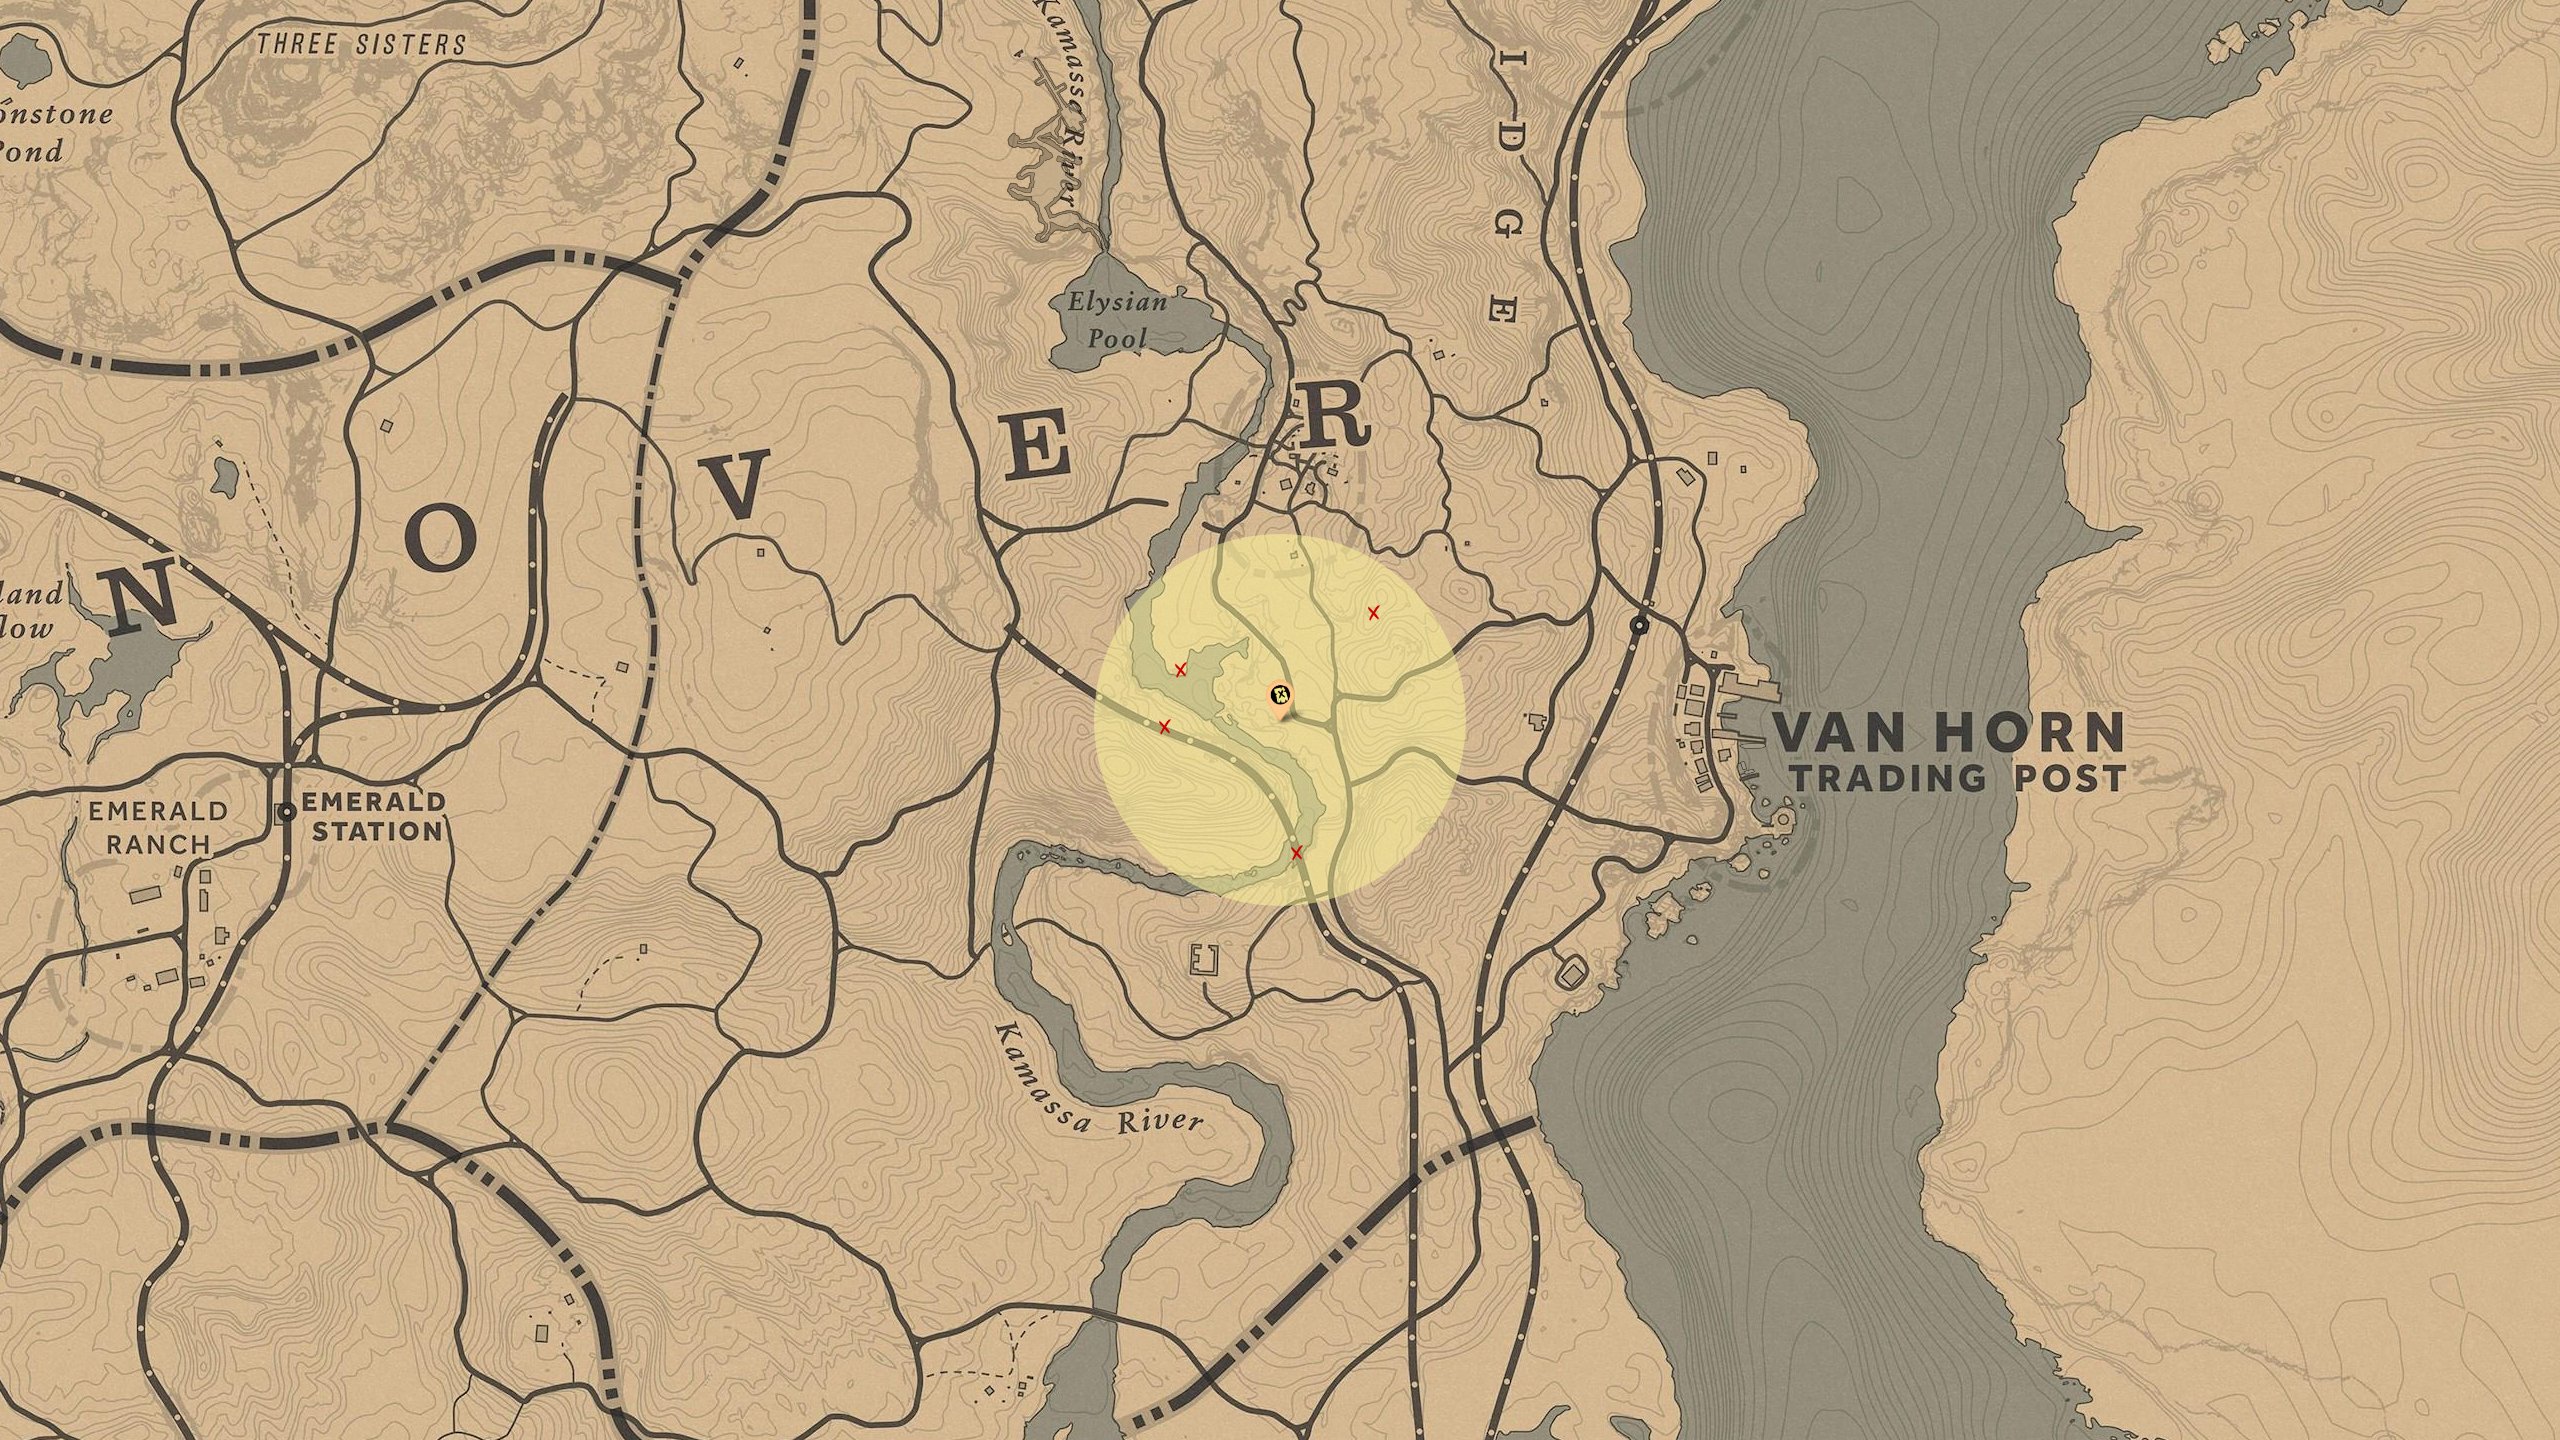 THREE SISTERS
Kamassa River
I
D
G
E
onstone
Pond
Elysian
Pool
N
O
V
E
R
land
low
VAN HORN
TRADING POST
EMERALD
RANCH
EMERALD
STATION
Kamassa River